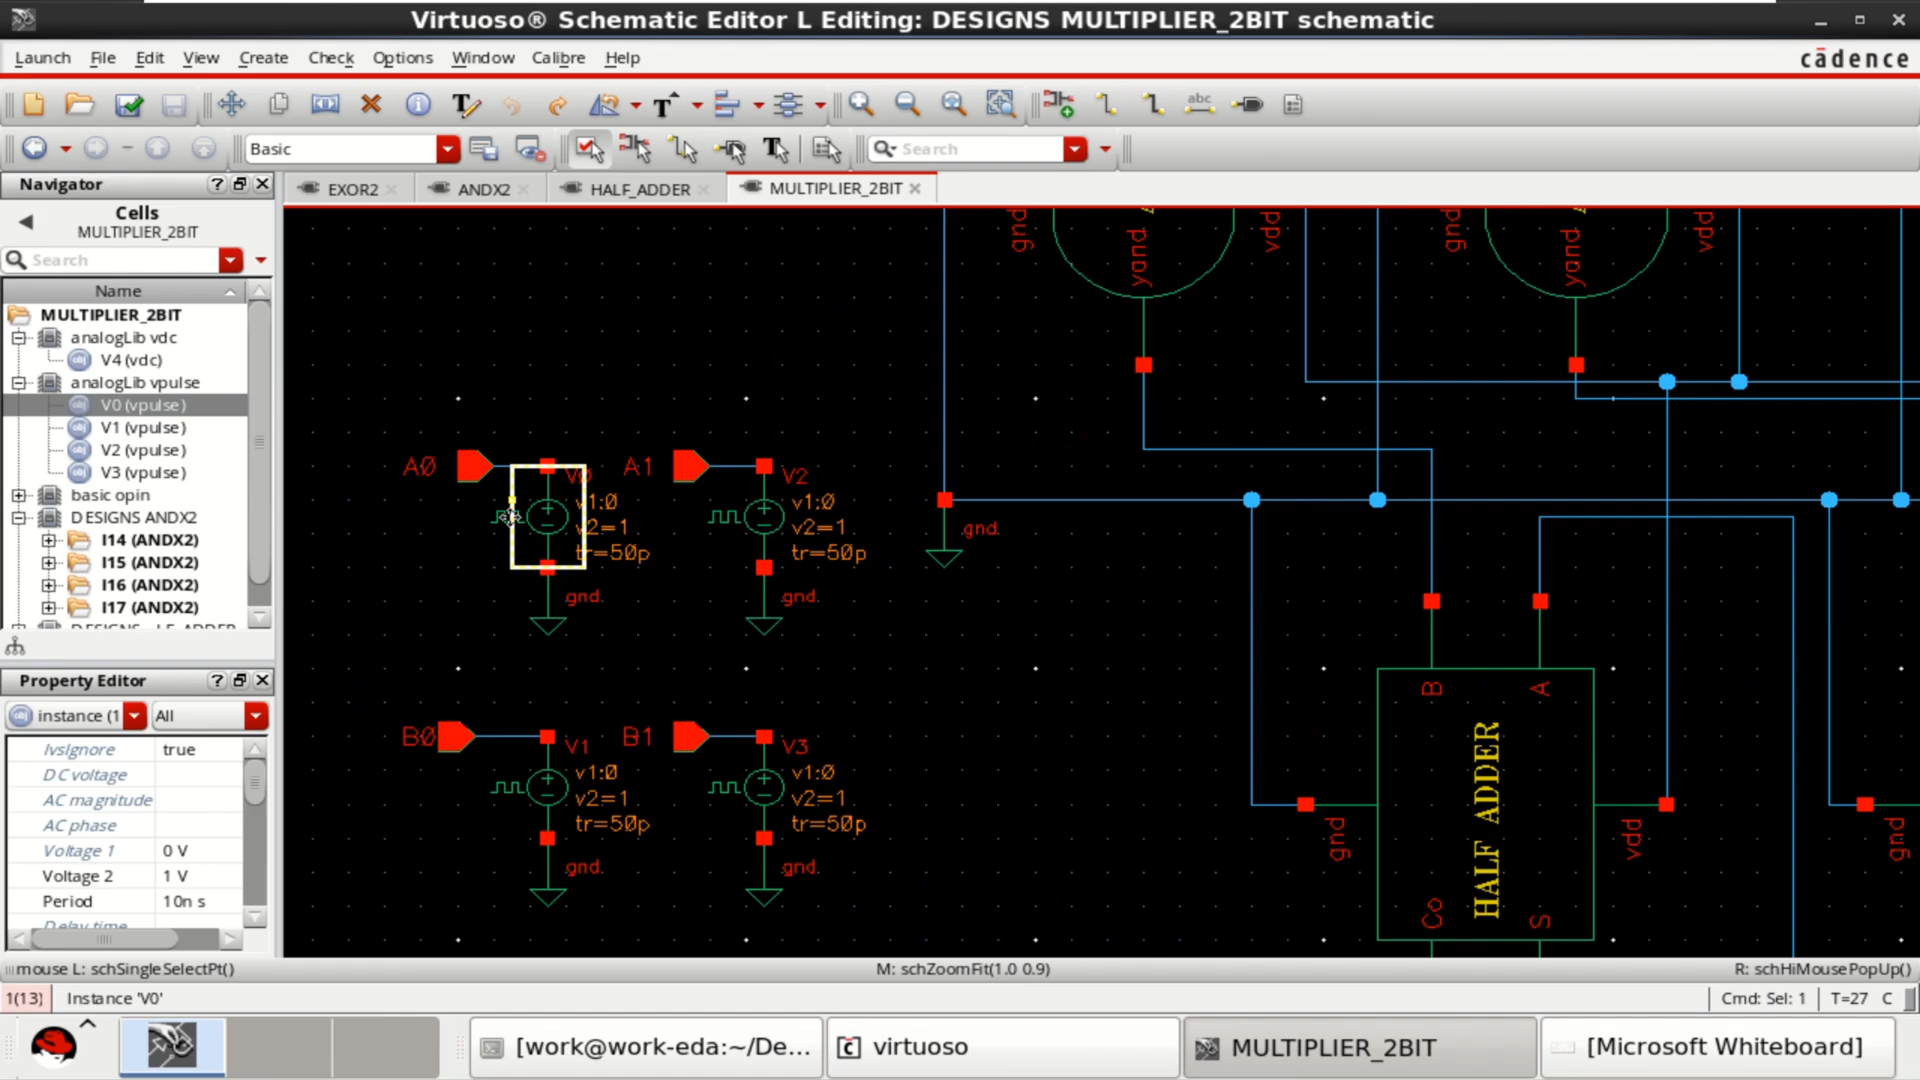 Virtuoso® Schematic Editor L Editing: DESIGNS MULTIPLIER_2BIT schematic
Launch File Edit View Create Check Options Window Calibre Help
cādence
abc
Basic
Search
Navigator
EXOR2
ANDX2
HALF_ADDER
MULTIPLIER_2BIT
Cells
MULTIPLIER_2BIT
Search
Name
MULTIPLIER_2BIT
analogLib vdc
V4 (vdc)
analogLib vpulse
V0 (vpulse)
V1 (vpulse)
V2 (vpulse)
V3 (vpulse)
basic opin
DESIGNS ANDX2
I14 (ANDX2)
I15 (ANDX2)
I16 (ANDX2)
I17 (ANDX2)
Property Editor
instance (1
All
lvsIgnore true
DC voltage
AC magnitude
AC phase
Voltage 1 0 V
Voltage 2 1 V
Period 10n s
Delay time
gnd
yand
vdd
gnd
yand
vdd
A0
V0
v1:0
v2=1
tr=50p
gnd
A1
V2
v1:0
v2=1
tr=50p
gnd
gnd
B0
V1
v1:0
v2=1
tr=50p
gnd
B1
V3
v1:0
v2=1
tr=50p
gnd
B
A
HALF ADDER
gnd
vdd
gnd
Co
S
mouse L: schSingleSelectPt()
M: schZoomFit(1.0 0.9)
R: schHiMousePopUp()
1(13)
Instance 'V0'
Cmd: Sel: 1
T=27 C
[work@work-eda:~/De...
virtuoso
MULTIPLIER_2BIT
[Microsoft Whiteboard]